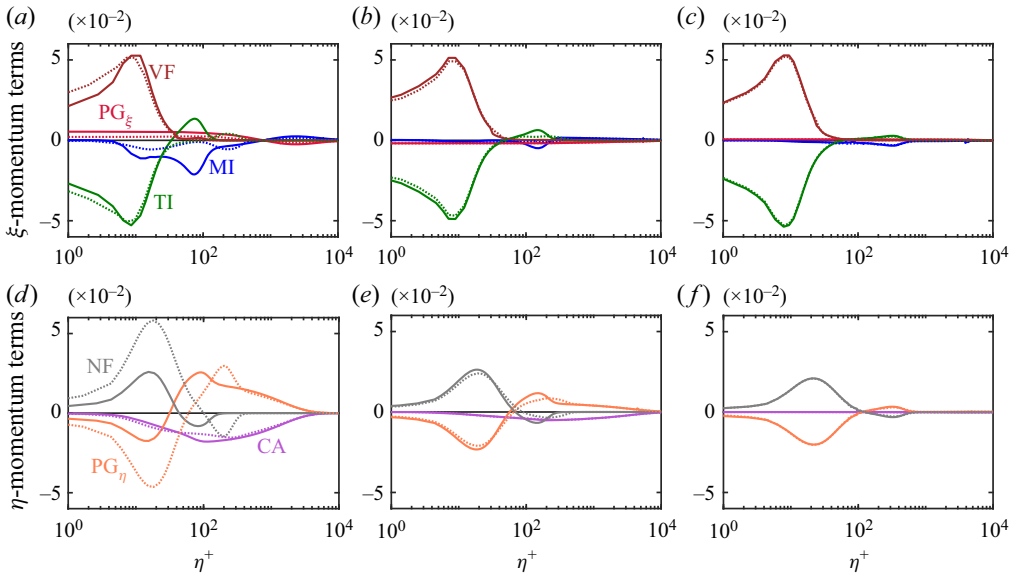 (a) (×10⁻²) (b) (×10⁻²) (c) (×10⁻²)
ξ-momentum terms
5 5 5
VF
PGξ
0 0 0
MI
TI
−5 −5 −5
10⁰ 10² 10⁴ 10⁰ 10² 10⁴ 10⁰ 10² 10⁴
(d) (×10⁻²) (e) (×10⁻²) (f) (×10⁻²)
η-momentum terms
5 5 5
NF
0 0 0
CA
PGη
−5 −5 −5
10⁰ 10² 10⁴ 10⁰ 10² 10⁴ 10⁰ 10² 10⁴
η⁺ η⁺ η⁺